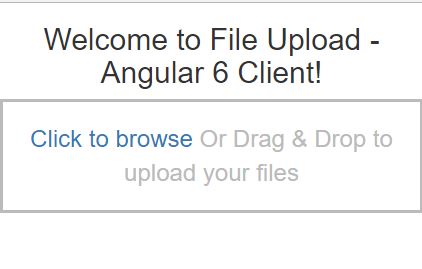 Welcome to File Upload -
Angular 6 Client!
Click to browse Or Drag & Drop to
upload your files